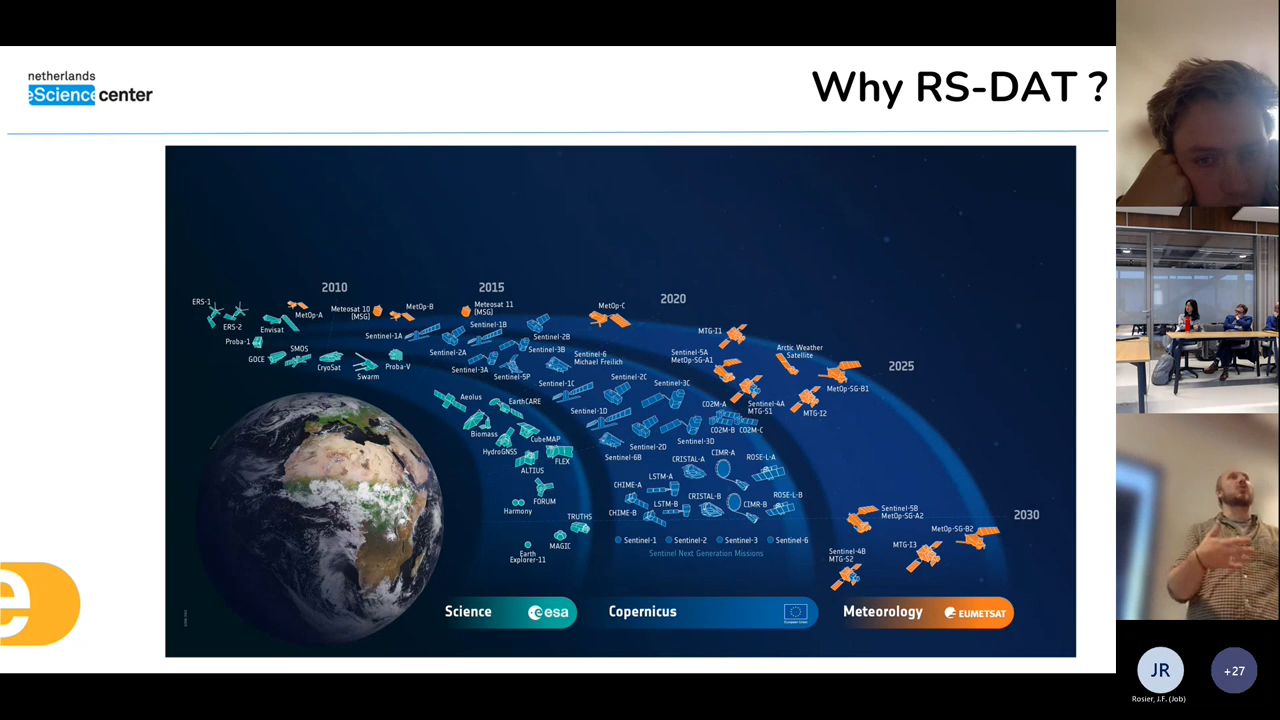 netherlands
eScience center
Why RS-DAT ?
2010
2015
2020
2025
2030
ERS-1
ERS-2
Envisat
MetOp-A
Meteosat 10
(MSG)
MetOp-B
Meteosat 11
(MSG)
MetOp-C
MTG-I1
Arctic Weather
Satellite
Sentinel-5A
MetOp-SG-A1
MetOp-SG-B1
Sentinel-4A
MTG-S1
MTG-I2
Proba-1
GOCE
SMOS
CryoSat
Swarm
Proba-V
Sentinel-1A
Sentinel-1B
Sentinel-2A
Sentinel-2B
Sentinel-3A
Sentinel-3B
Sentinel-5P
Sentinel-6
Michael Freilich
Sentinel-1C
Sentinel-2C
Sentinel-3C
Sentinel-1D
Sentinel-2D
Sentinel-3D
Sentinel-6B
CO2M-A
CO2M-B
CO2M-C
Aeolus
EarthCARE
Biomass
HydroGNSS
CubeMAP
ALTIUS
FLEX
FORUM
Harmony
TRUTHS
MAGIC
Earth
Explorer-11
CRISTAL-A
CIMR-A
ROSE-L-A
CHIME-A
LSTM-A
CRISTAL-B
CIMR-B
ROSE-L-B
CHIME-B
LSTM-B
Sentinel-1
Sentinel-2
Sentinel-3
Sentinel-6
Sentinel Next Generation Missions
Sentinel-5B
MetOp-SG-A2
MetOp-SG-B2
MTG-I3
Sentinel-4B
MTG-S2
Science
esa
Copernicus
Meteorology
EUMETSAT
e
JR
+27
Rosier, J.F. (Job)